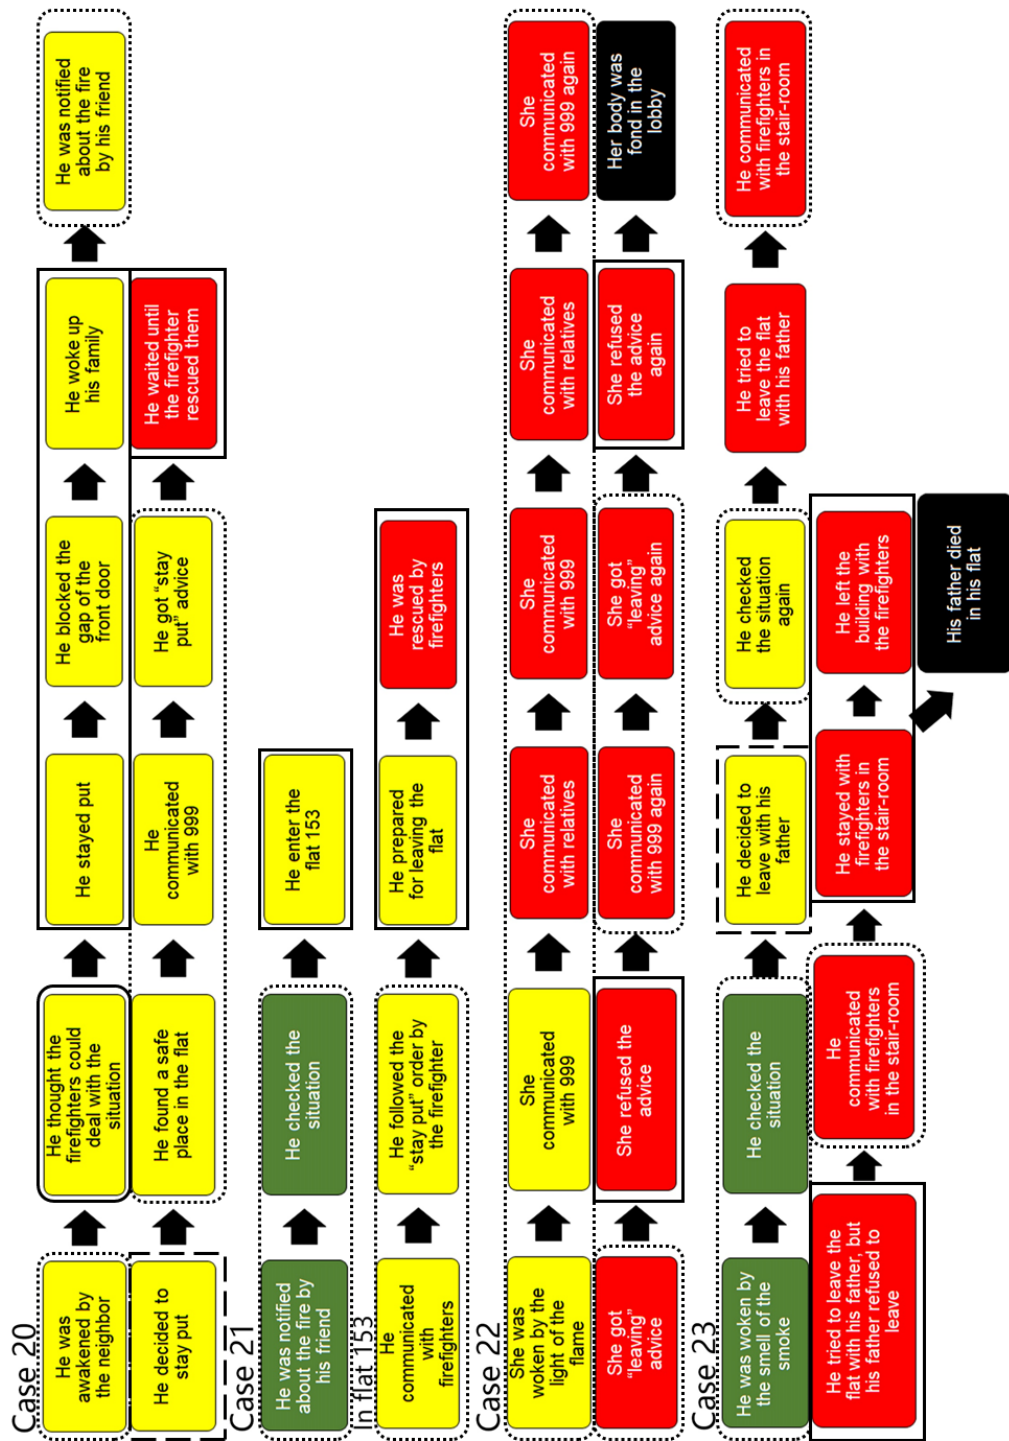 Case 20
He was
awakened by
the neighbor
He thought the
firefighters could
deal with the
situation
He stayed put
He blocked the
gap of the
front door
He woke up
his family
He was notified
about the fire
by his friend
He decided to
stay put
He found a safe
place in the flat
He
communicated
with 999
He got “stay
put” advice
He waited until
the firefighter
rescued them
Case 21
He was notified
about the fire by
his friend
He checked the
situation
He enter the
flat 153
In flat 153
He
communicated
with
firefighters
He followed the
“stay put” order by
the firefighter
He prepared
for leaving the
flat
He was
rescued by
firefighters
Case 22
She was
woken by the
light of the
flame
She
communicated
with 999
She
communicated
with relatives
She
communicated
with 999
She
communicated
with relatives
She
communicated
with 999 again
She got
“leaving”
advice
She refused the
advice
She
communicated
with 999 again
She got
“leaving”
advice again
She refused
the advice
again
Her body was
fond in the
lobby
Case 23
He was woken by
the smell of the
smoke
He checked the
situation
He decided to
leave with his
father
He checked
the situation
again
He tried to
leave the flat
with his father
He communicated
with firefighters in
the stair-room
He tried to leave the
flat with his father, but
his father refused to
leave
He
communicated
with firefighters
in the stair-room
He stayed with
firefighters in
the stair-room
He left the
building with
the firefighters
His father died
in his flat